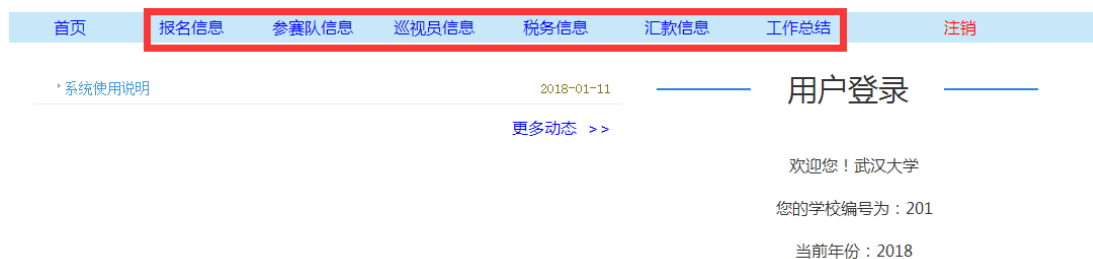 首页 报名信息 参赛队信息 巡视员信息 税务信息 汇款信息 工作总结 注销
系统使用说明 2018-01-11
更多动态 >>
用户登录
欢迎您！武汉大学
您的学校编号为：201
当前年份：2018